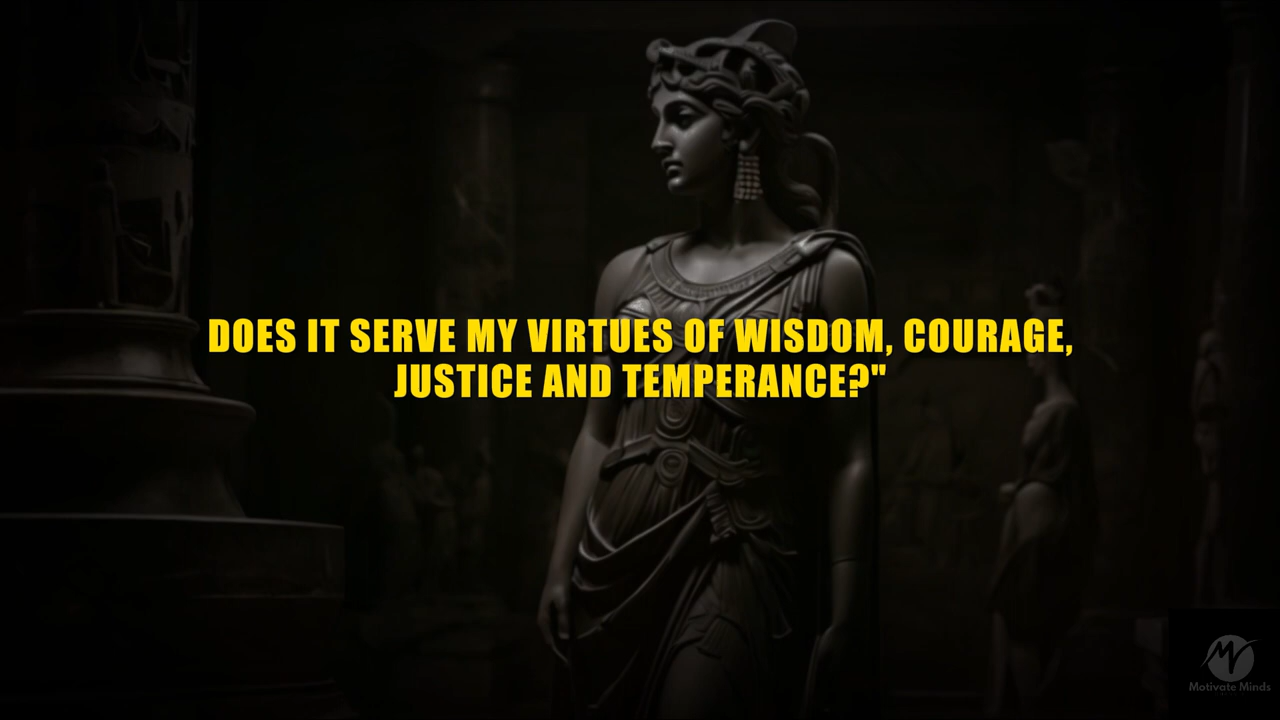 DOES IT SERVE MY VIRTUES OF WISDOM, COURAGE,
JUSTICE AND TEMPERANCE?"
Motivate Minds